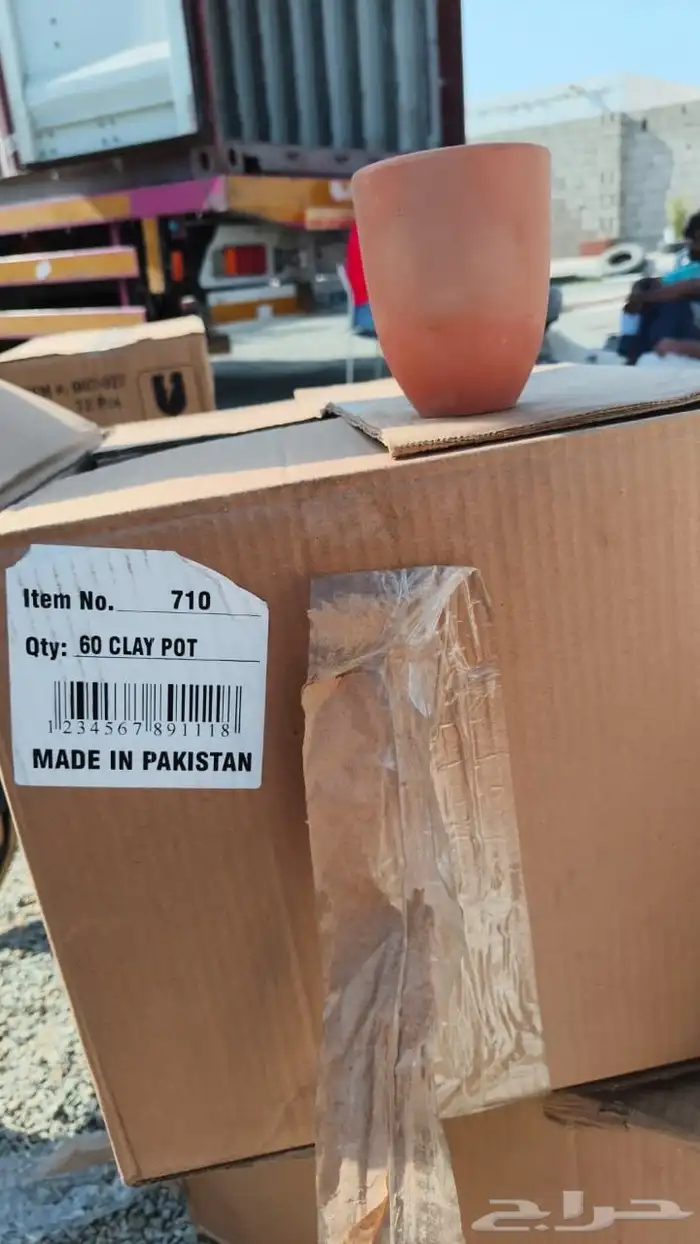 Item No. 710
Qty: 60 CLAY POT
1234567891118
MADE IN PAKISTAN
حراج